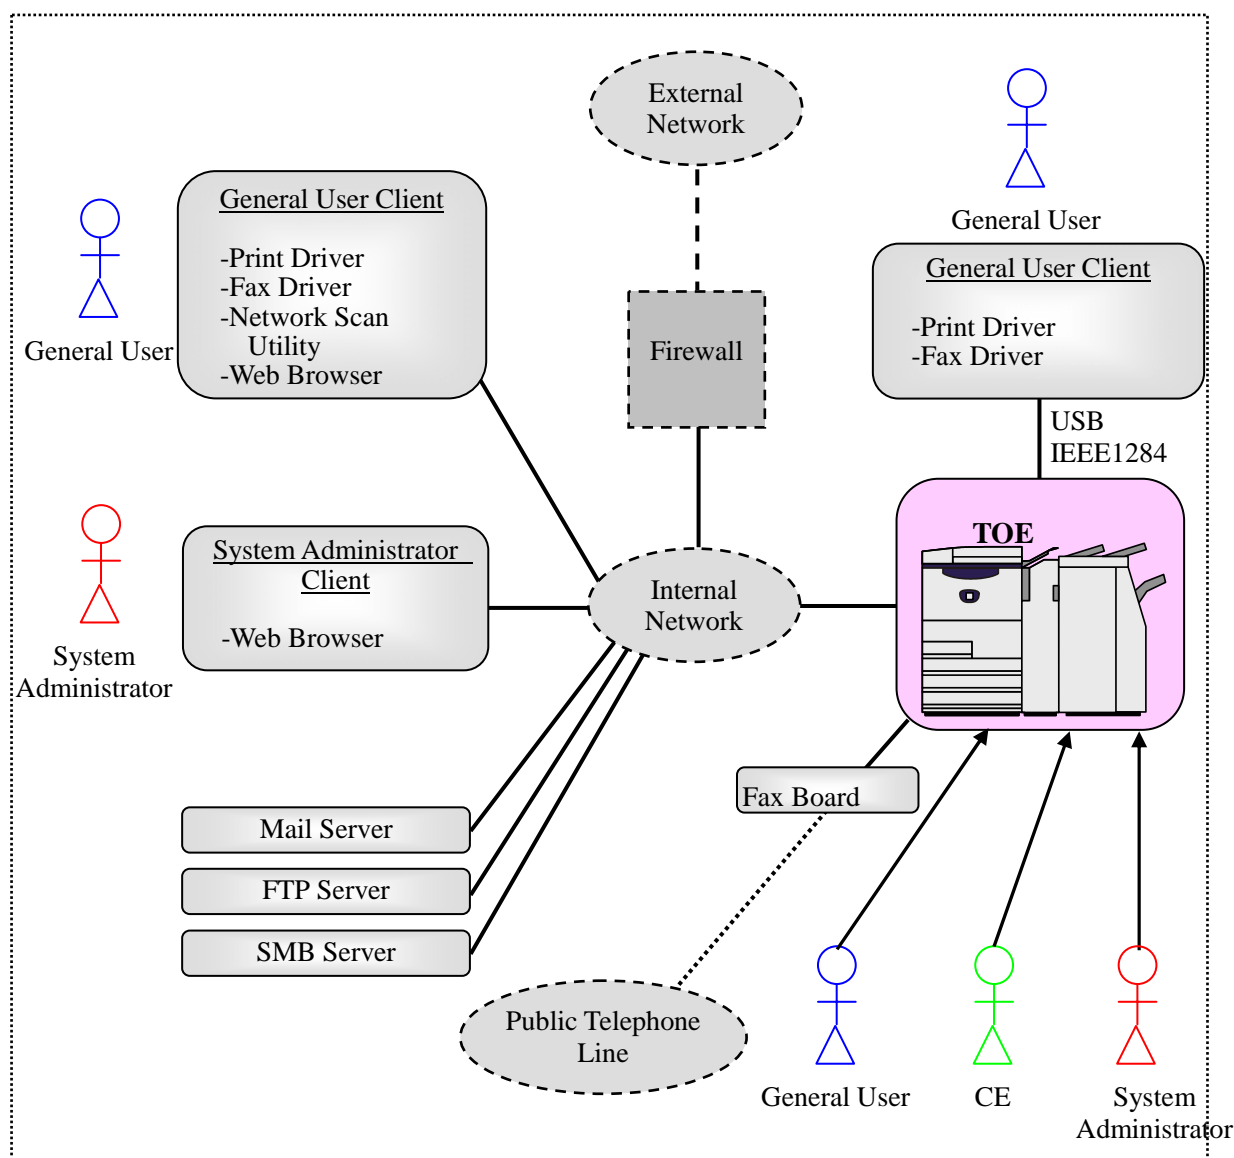 External
Network
General User
General User Client
-Print Driver
-Fax Driver
-Network Scan
Utility
-Web Browser
General User
General User Client
-Print Driver
-Fax Driver
Firewall
USB
IEEE1284
TOE
System Administrator
Client
-Web Browser
System
Administrator
Internal
Network
Fax Board
Mail Server
FTP Server
SMB Server
Public Telephone
Line
General User
CE
System
Administrator